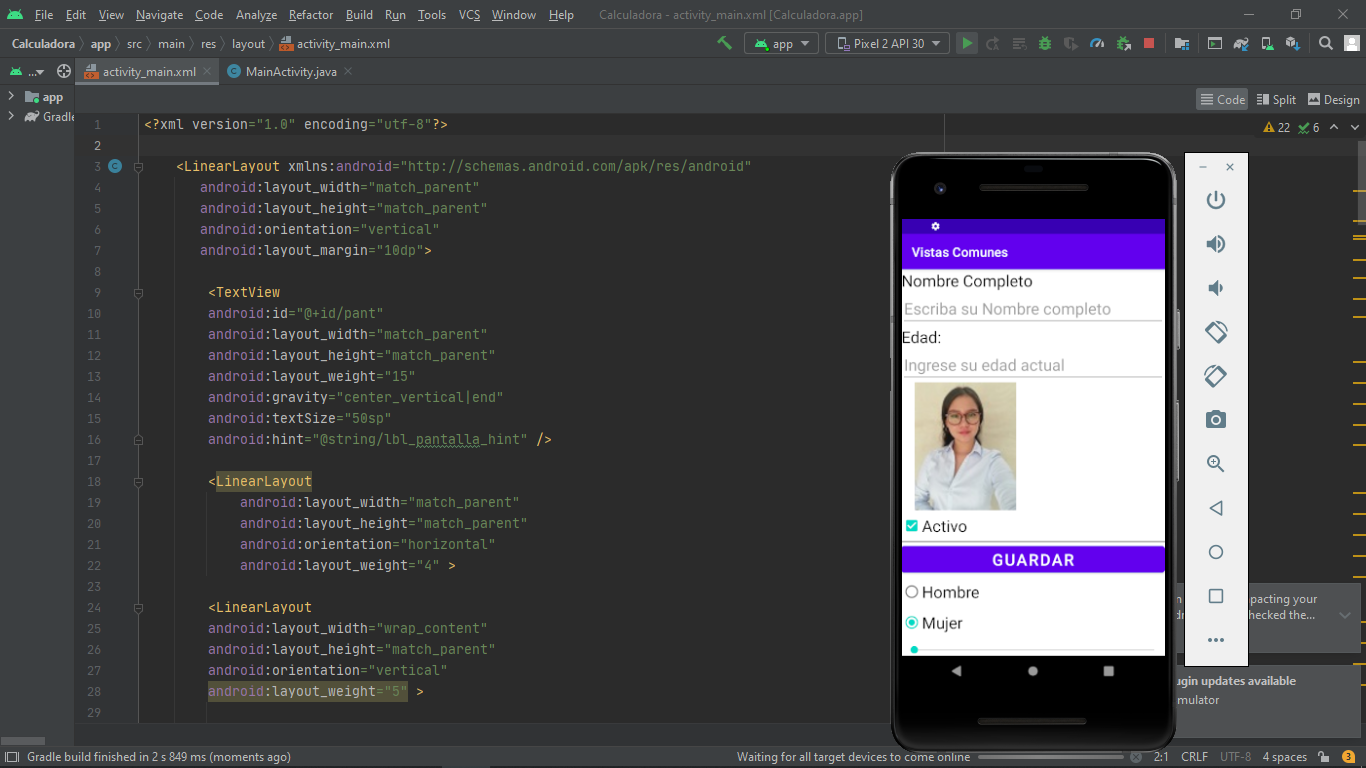 File Edit View Navigate Code Analyze Refactor Build Run Tools VCS Window Help Calculadora - activity_main.xml [Calculadora.app]
Calculadora app src main res layout activity_main.xml app Pixel 2 API 30
... activity_main.xml MainActivity.java
app
Gradle
Code Split Design
22 6
1 <?xml version="1.0" encoding="utf-8"?>
2
3 <LinearLayout xmlns:android="http://schemas.android.com/apk/res/android"
4 android:layout_width="match_parent"
5 android:layout_height="match_parent"
6 android:orientation="vertical"
7 android:layout_margin="10dp">
8
9 <TextView
10 android:id="@+id/pant"
11 android:layout_width="match_parent"
12 android:layout_height="match_parent"
13 android:layout_weight="15"
14 android:gravity="center_vertical|end"
15 android:textSize="50sp"
16 android:hint="@string/lbl_pantalla_hint" />
17
18 <LinearLayout
19 android:layout_width="match_parent"
20 android:layout_height="match_parent"
21 android:orientation="horizontal"
22 android:layout_weight="4" >
23
24 <LinearLayout
25 android:layout_width="wrap_content"
26 android:layout_height="match_parent"
27 android:orientation="vertical"
28 android:layout_weight="5" >
29
Vistas Comunes
Nombre Completo
Escriba su Nombre completo
Edad:
Ingrese su edad actual
Activo
GUARDAR
Hombre
Mujer
pacting your
hecked the...
ugin updates available
mulator
Gradle build finished in 2 s 849 ms (moments ago) Waiting for all target devices to come online 2:1 CRLF UTF-8 4 spaces 3